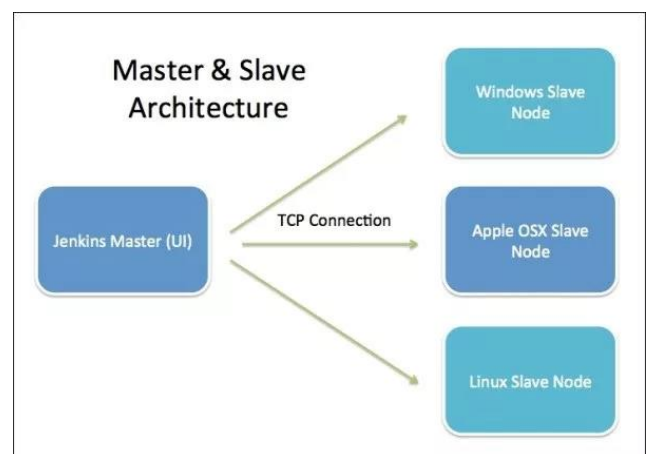 Master & Slave
Architecture
Windows Slave
Node
TCP Connection
Jenkins Master (UI)
Apple OSX Slave
Node
Linux Slave Node